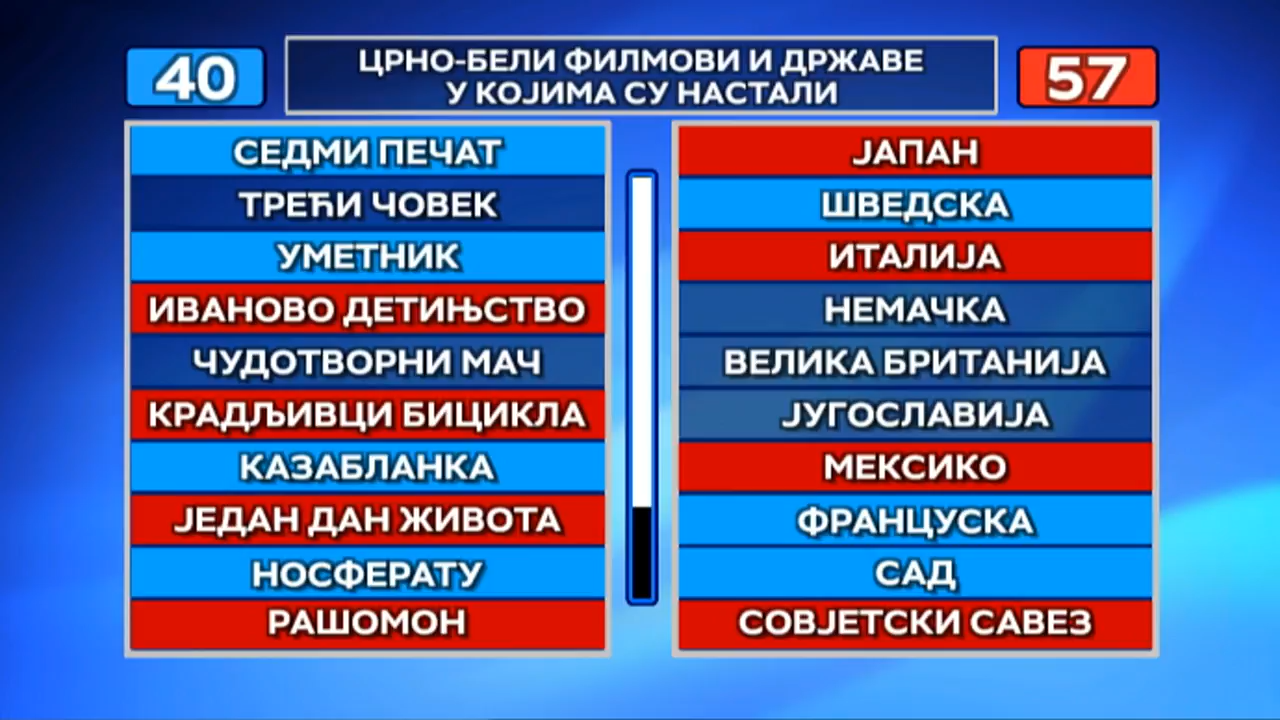 40
ЦРНО-БЕЛИ ФИЛМОВИ И ДРЖАВЕ
У КОЈИМА СУ НАСТАЛИ
57
СЕДМИ ПЕЧАТ
ТРЕЋИ ЧОВЕК
УМЕТНИК
ИВАНОВО ДЕТИЊСТВО
ЧУДОТВОРНИ МАЧ
КРАДЉИВЦИ БИЦИКЛА
КАЗАБЛАНКА
ЈЕДАН ДАН ЖИВОТА
НОСФЕРАТУ
РАШОМОН
ЈАПАН
ШВЕДСКА
ИТАЛИЈА
НЕМАЧКА
ВЕЛИКА БРИТАНИЈА
ЈУГОСЛАВИЈА
МЕКСИКО
ФРАНЦУСКА
САД
СОВЈЕТСКИ САВЕЗ